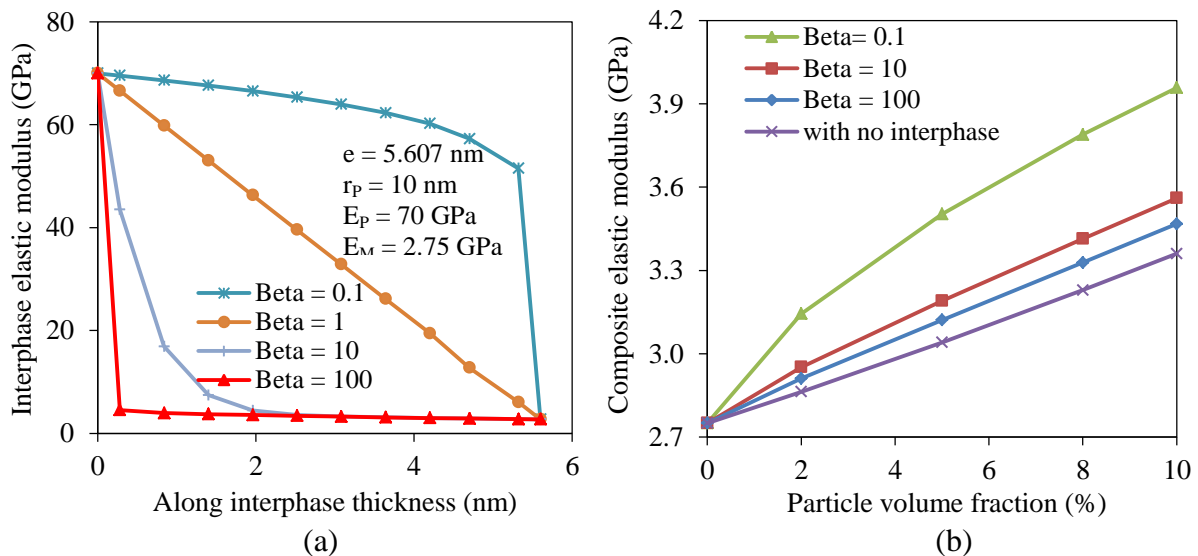 80
60
40
20
0
0
2
4
6
Interphase elastic modulus (GPa)
Along interphase thickness (nm)
e = 5.607 nm
r_P = 10 nm
E_P = 70 GPa
E_M = 2.75 GPa
Beta = 0.1
Beta = 1
Beta = 10
Beta = 100
(a)
4.2
3.9
3.6
3.3
3.0
2.7
0
2
4
6
8
10
Composite elastic modulus (GPa)
Particle volume fraction (%)
Beta= 0.1
Beta = 10
Beta = 100
with no interphase
(b)